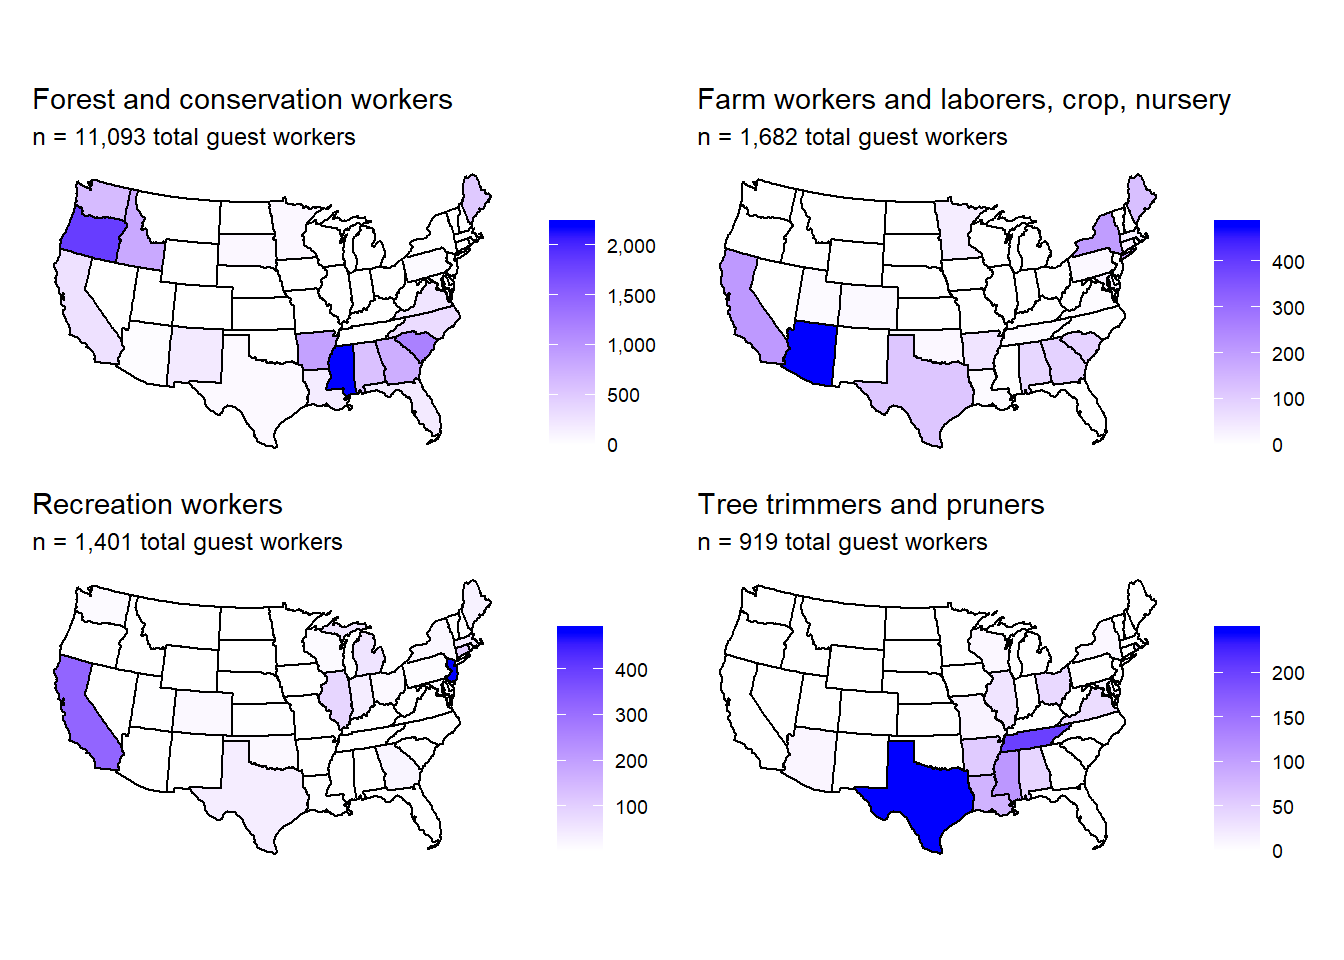 Forest and conservation workers
n = 11,093 total guest workers
2,000
1,500
1,000
500
0
Farm workers and laborers, crop, nursery
n = 1,682 total guest workers
400
300
200
100
0
Recreation workers
n = 1,401 total guest workers
400
300
200
100
Tree trimmers and pruners
n = 919 total guest workers
200
150
100
50
0